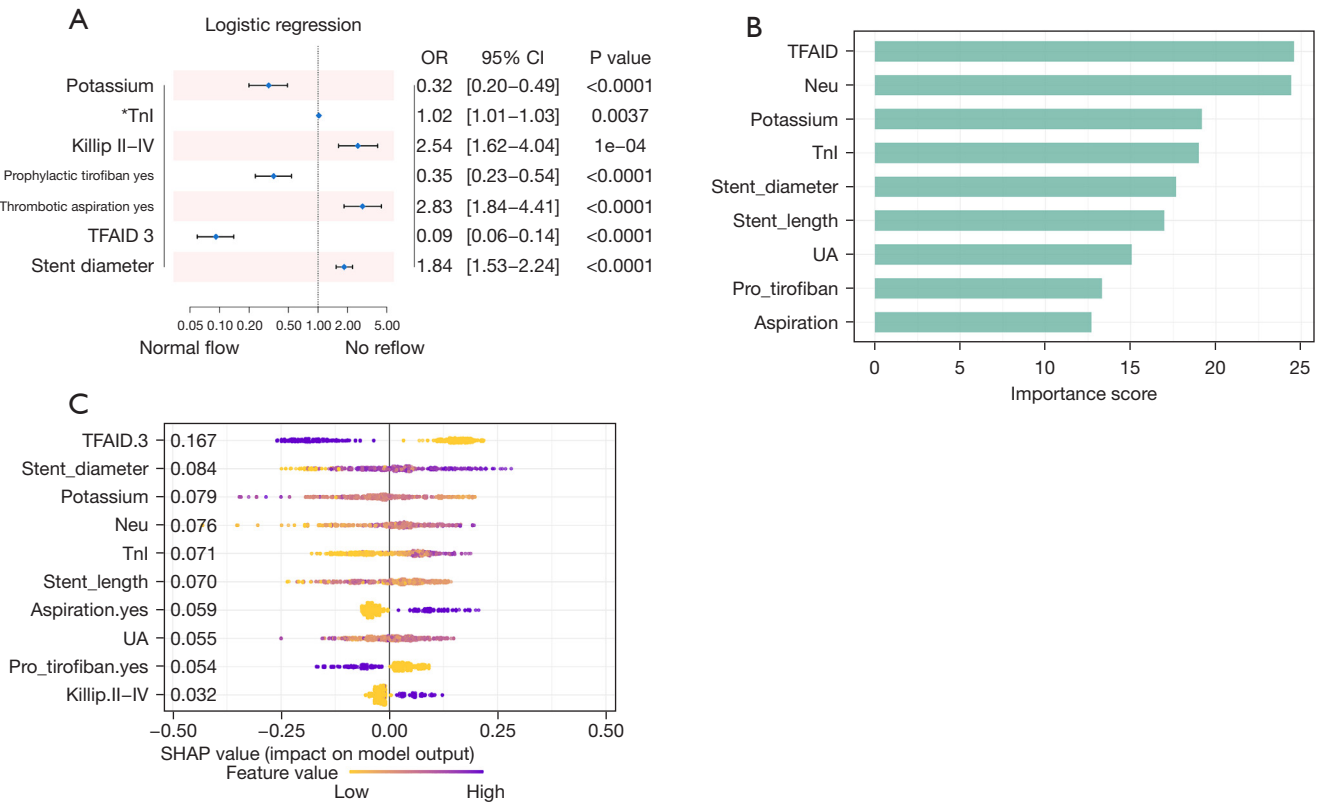 A
Logistic regression
OR 95% CI P value
Potassium 0.32 [0.20–0.49] <0.0001
*TnI 1.02 [1.01–1.03] 0.0037
Killip II–IV 2.54 [1.62–4.04] 1e−04
Prophylactic tirofiban yes 0.35 [0.23–0.54] <0.0001
Thrombotic aspiration yes 2.83 [1.84–4.41] <0.0001
TFAID 3 0.09 [0.06–0.14] <0.0001
Stent diameter 1.84 [1.53–2.24] <0.0001
0.05 0.10 0.20 0.50 1.00 2.00 5.00
Normal flow No reflow
B
TFAID
Neu
Potassium
TnI
Stent_diameter
Stent_length
UA
Pro_tirofiban
Aspiration
0 5 10 15 20 25
Importance score
C
TFAID.3 0.167
Stent_diameter 0.084
Potassium 0.079
Neu 0.076
TnI 0.071
Stent_length 0.070
Aspiration.yes 0.059
UA 0.055
Pro_tirofiban.yes 0.054
Killip.II–IV 0.032
−0.50 −0.25 0.00 0.25 0.50
SHAP value (impact on model output)
Feature value
Low High